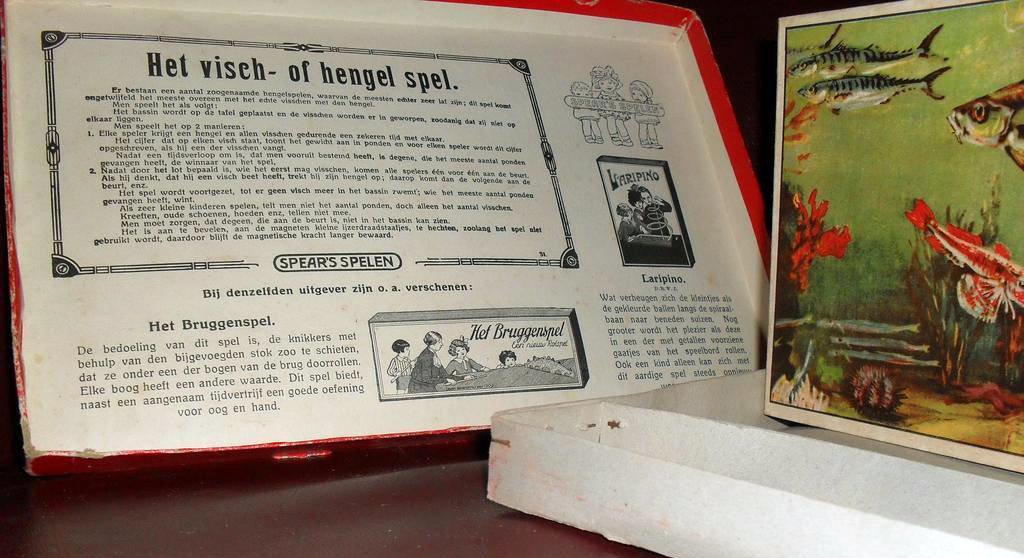 Het visch- of hengel spel.
Er bestaan een aantal zoogenaamde hengelspelen, waarvan de meesten echter zeer laf zijn; dit spel komt
ongetwijfeld het meeste overeen met het echte visschen met den hengel.
Men speelt het als volgt:
Het bassin wordt op de tafel geplaatst en de visschen worden er in geworpen, zoodanig dat zij niet op
elkaar liggen.
Men speelt het op 2 manieren:
1. Elke speler krijgt een hengel en allen visschen gedurende een zekeren tijd met elkaar.
Het cijfer dat op elken visch staat, toont het gewicht aan in ponden en voor elken speler wordt dit cijfer
opgeschreven, als hij een der visschen vangt.
Nadat een tijdsverloop om is, dat men vooruit bestemd heeft, is degene, die het meeste aantal ponden
gevangen heeft, de winnaar van het spel.
2. Nadat door het lot bepaald is, wie het eerst mag visschen, komen alle spelers één voor één aan de beurt.
Als hij denkt, dat hij een visch beet heeft, trekt hij zijn hengel op; daarop komt dan de volgende aan de
beurt, enz.
Het spel wordt voortgezet, tot er geen visch meer in het bassin zwemt; wie het meeste aantal ponden
gevangen heeft, wint.
Als zeer kleine kinderen spelen, telt men niet het aantal ponden, doch alleen het aantal visschen.
Kreeften, oude schoenen, hoeden enz. tellen niet mee.
Men moet zorgen, dat degeen, die aan de beurt is, niet in het bassin kan zien.
Het is aan te bevelen, aan de magneten kleine ijzerdraadstaafjes, te hechten, zoolang het spel niet
gebruikt wordt, daardoor blijft de magnetische kracht langer bewaard.
SPEAR'S SPELEN
Bij denzelfden uitgever zijn o. a. verschenen:
Het Bruggenspel.
De bedoeling van dit spel is, de knikkers met
behulp van den bijgevoegden stok zoo te schieten,
dat ze onder een der bogen van de brug doorrollen.
Elke boog heeft een andere waarde. Dit spel biedt,
naast een aangenaam tijdvertrijf een goede oefening
voor oog en hand.
Het Bruggenspel
Een nieuw Rolspel
SPEAR'S SPELEN
LARIPINO
Laripino.
D.R.W.Z.
Wat verheugen zich de kleintjes als
de gekleurde ballen langs de spiraal-
baan naar beneden suizen. Nog
grooter wordt het plezier als deze
in een der met getallen voorziene
gaatjes van het speelbord rollen.
Ook een kind alleen kan zich met
dit aardige spel steeds opnieuw